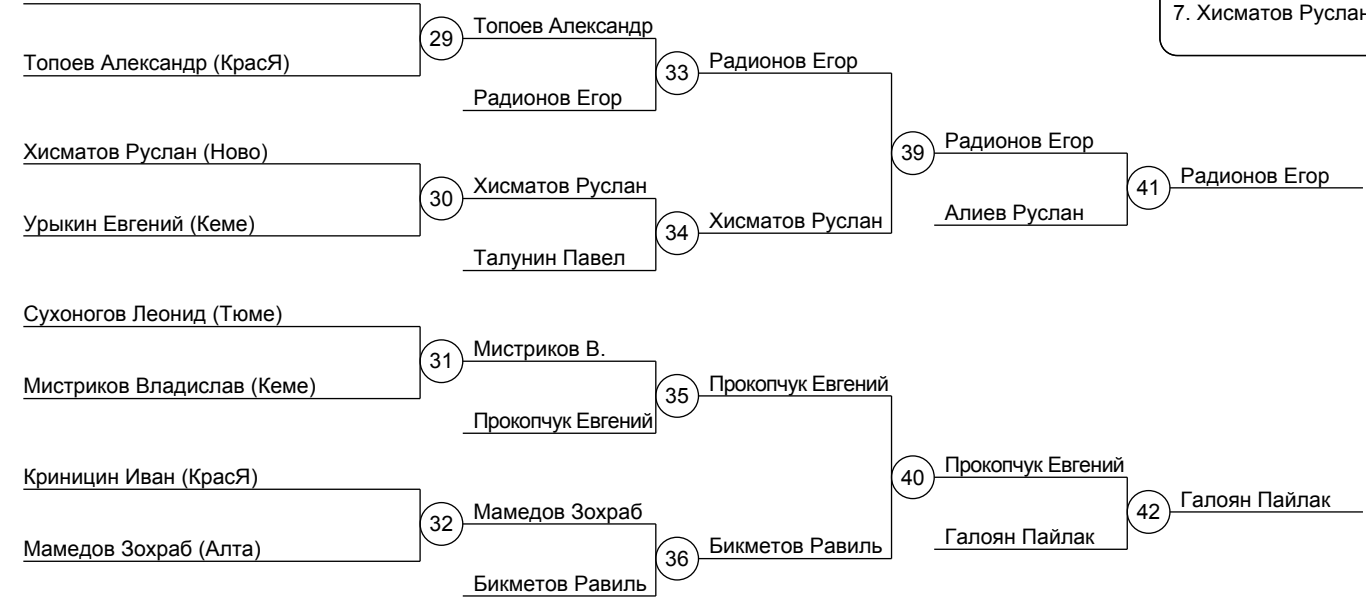 7. Хисматов Руслан
29
Топоев Александр
Топоев Александр (КрасЯ)
33
Радионов Егор
Радионов Егор
Хисматов Руслан (Ново)
39
Радионов Егор
30
Хисматов Руслан
41
Радионов Егор
Урыкин Евгений (Кеме)
34
Хисматов Руслан
Алиев Руслан
Талунин Павел
Сухоногов Леонид (Тюме)
31
Мистриков В.
Мистриков Владислав (Кеме)
35
Прокопчук Евгений
Прокопчук Евгений
Криницин Иван (КрасЯ)
40
Прокопчук Евгений
32
Мамедов Зохраб
42
Галоян Пайлак
Мамедов Зохраб (Алта)
36
Бикметов Равиль
Галоян Пайлак
Бикметов Равиль